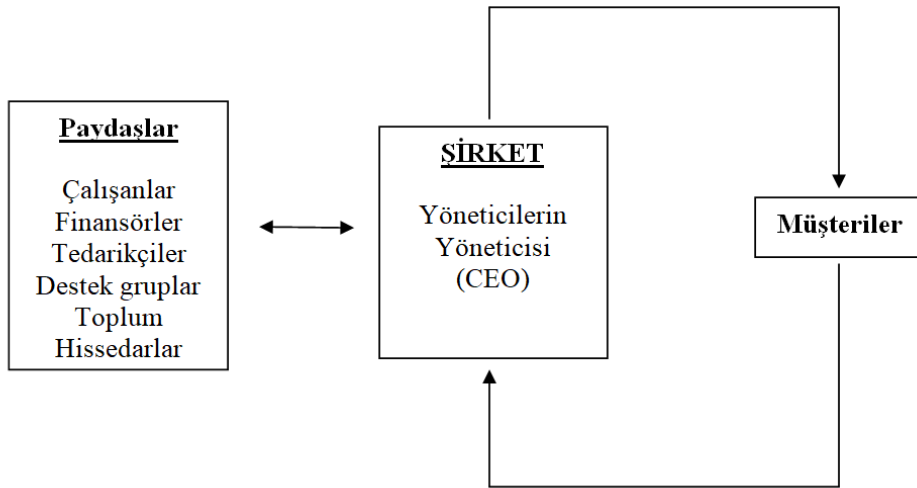 Paydaşlar
Çalışanlar
Finansörler
Tedarikçiler
Destek gruplar
Toplum
Hissedarlar
ŞİRKET
Yöneticilerin
Yöneticisi
(CEO)
Müşteriler